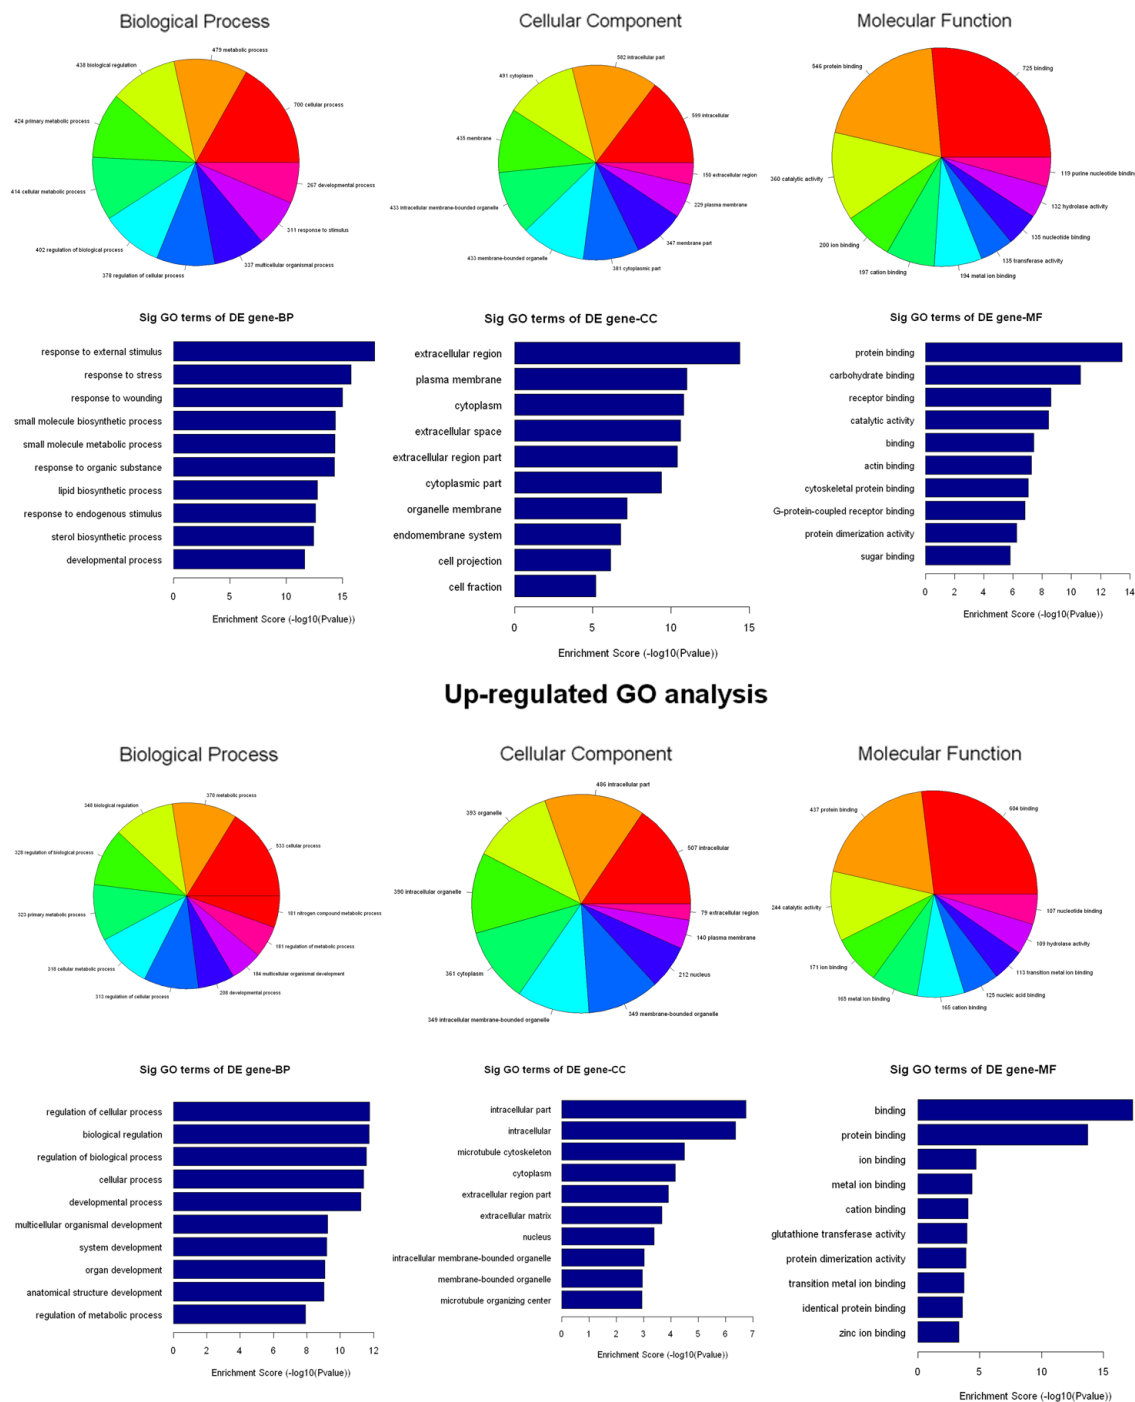 Biological Process
479 metabolic process
438 biological regulation
700 cellular process
424 primary metabolic process
414 cellular metabolic process
267 developmental process
311 response to stimulus
402 regulation of biological process
337 multicellular organismal process
378 regulation of cellular process
Cellular Component
562 intracellular part
491 cytoplasm
599 intracellular
435 membrane
158 extracellular region
433 intracellular membrane-bounded organelle
229 plasma membrane
347 membrane part
433 membrane-bounded organelle
381 cytoplasmic part
Molecular Function
546 protein binding
725 binding
360 catalytic activity
119 purine nucleotide bindin
132 hydrolase activity
200 ion binding
135 nucleotide binding
197 cation binding
135 transferase activity
194 metal ion binding
Sig GO terms of DE gene-BP
response to external stimulus
response to stress
response to wounding
small molecule biosynthetic process
small molecule metabolic process
response to organic substance
lipid biosynthetic process
response to endogenous stimulus
sterol biosynthetic process
developmental process
0 5 10 15
Enrichment Score (-log10(Pvalue))
Sig GO terms of DE gene-CC
extracellular region
plasma membrane
cytoplasm
extracellular space
extracellular region part
cytoplasmic part
organelle membrane
endomembrane system
cell projection
cell fraction
0 5 10 15
Enrichment Score (-log10(Pvalue))
Sig GO terms of DE gene-MF
protein binding
carbohydrate binding
receptor binding
catalytic activity
binding
actin binding
cytoskeletal protein binding
G-protein-coupled receptor binding
protein dimerization activity
sugar binding
0 2 4 6 8 10 12 14
Enrichment Score (-log10(Pvalue))
Up-regulated GO analysis
Biological Process
370 metabolic process
348 biological regulation
533 cellular process
328 regulation of biological process
323 primary metabolic process
181 nitrogen compound metabolic process
181 regulation of metabolic process
318 cellular metabolic process
184 multicellular organismal development
208 developmental process
313 regulation of cellular process
Cellular Component
486 intracellular part
393 organelle
507 intracellular
390 intracellular organelle
79 extracellular region
140 plasma membrane
361 cytoplasm
212 nucleus
349 membrane-bounded organelle
349 intracellular membrane-bounded organelle
Molecular Function
437 protein binding
604 binding
244 catalytic activity
107 nucleotide binding
109 hydrolase activity
171 ion binding
113 transition metal ion binding
165 metal ion binding
125 nucleic acid binding
165 cation binding
Sig GO terms of DE gene-BP
regulation of cellular process
biological regulation
regulation of biological process
cellular process
developmental process
multicellular organismal development
system development
organ development
anatomical structure development
regulation of metabolic process
0 2 4 6 8 10 12
Enrichment Score (-log10(Pvalue))
Sig GO terms of DE gene-CC
intracellular part
intracellular
microtubule cytoskeleton
cytoplasm
extracellular region part
extracellular matrix
nucleus
intracellular membrane-bounded organelle
membrane-bounded organelle
microtubule organizing center
0 1 2 3 4 5 6 7
Enrichment Score (-log10(Pvalue))
Sig GO terms of DE gene-MF
binding
protein binding
ion binding
metal ion binding
cation binding
glutathione transferase activity
protein dimerization activity
transition metal ion binding
identical protein binding
zinc ion binding
0 5 10 15
Enrichment Score (-log10(Pvalue))